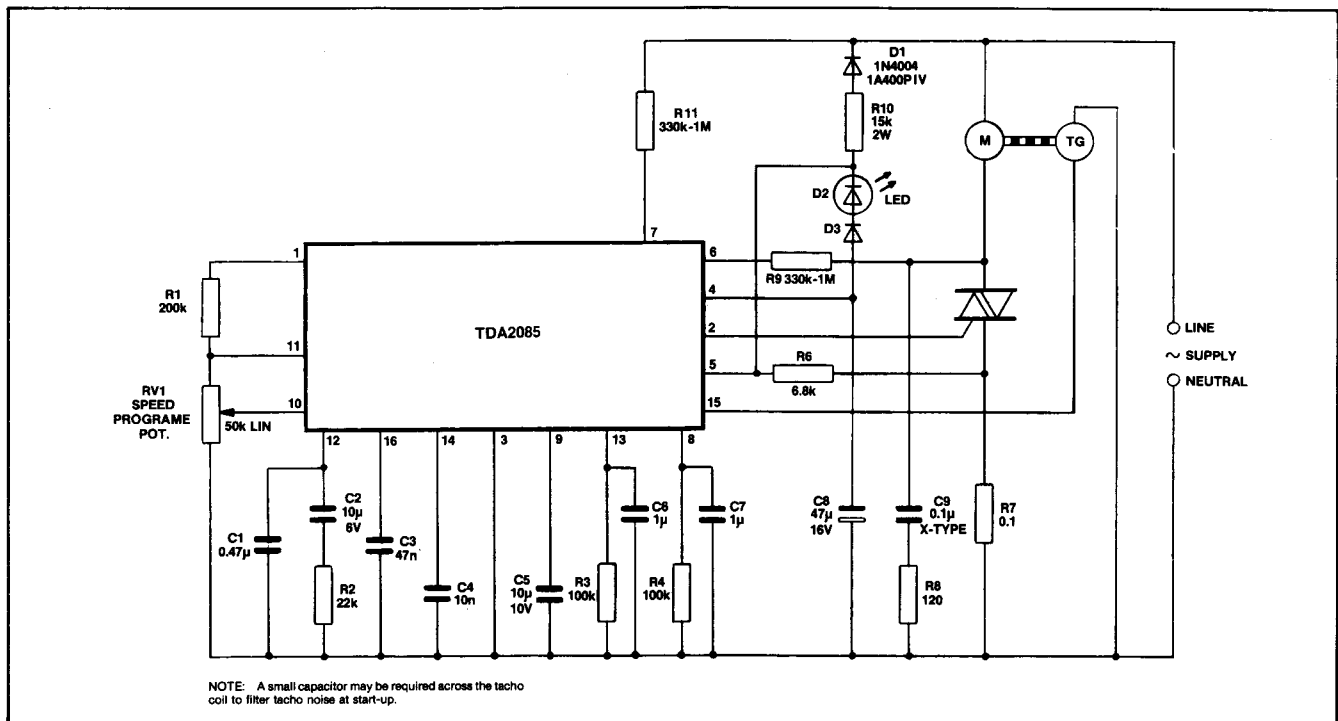 D1
1N4004
1A400PIV
R11
330k-1M
R10
15k
2W
M
TG
D2
LED
D3
7
1
6
R9 330k-1M
R1
200k
4
TDA2085
2
LINE
∼ SUPPLY
NEUTRAL
11
5
R6
6.8k
RV1
SPEED
PROGRAME
POT.
10
50k LIN
15
12
16
14
3
9
13
8
C1
0.47µ
C2
10µ
6V
C3
47n
R2
22k
C4
10n
C5
10µ
10V
R3
100k
C6
1µ
R4
100k
C7
1µ
C8
47µ
16V
C9
0.1µ
X-TYPE
R7
0.1
R8
120
NOTE: A small capacitor may be required across the tacho
coil to filter tacho noise at start-up.